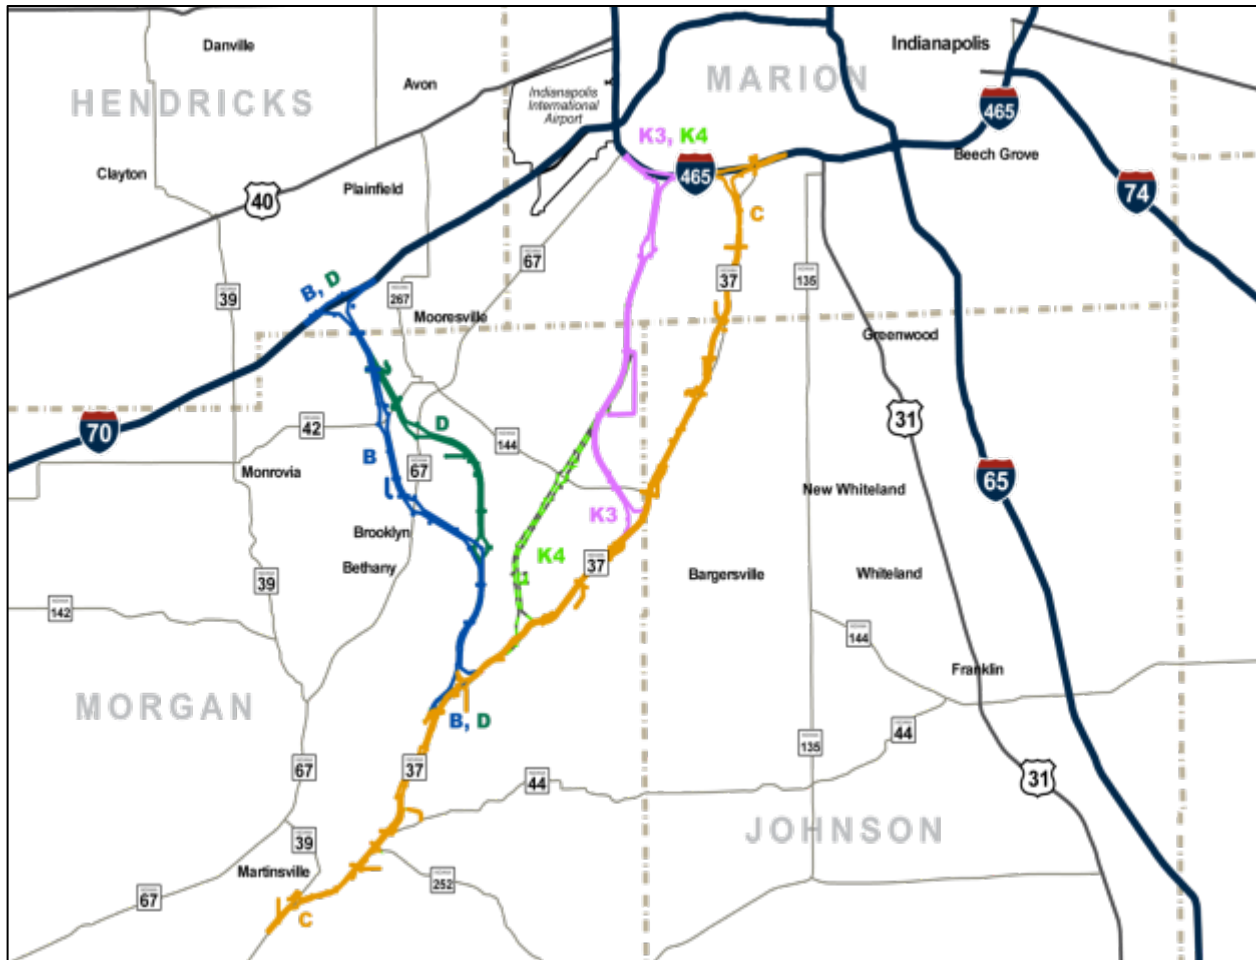 Danville
Indianapolis
HENDRICKS
Avon
MARION
Indianapolis
International
Airport
465
K3, K4
Beech Grove
Clayton
Plainfield
40
465
74
C
67
37
135
39
B, D
267
Mooresville
Greenwood
70
42
D
31
144
B
67
Monrovia
65
New Whiteland
K3
Brooklyn
K4
37
Bethany
Bargersville
Whiteland
39
142
144
Franklin
MORGAN
B, D
44
135
37
67
44
31
JOHNSON
39
Martinsville
252
67
C